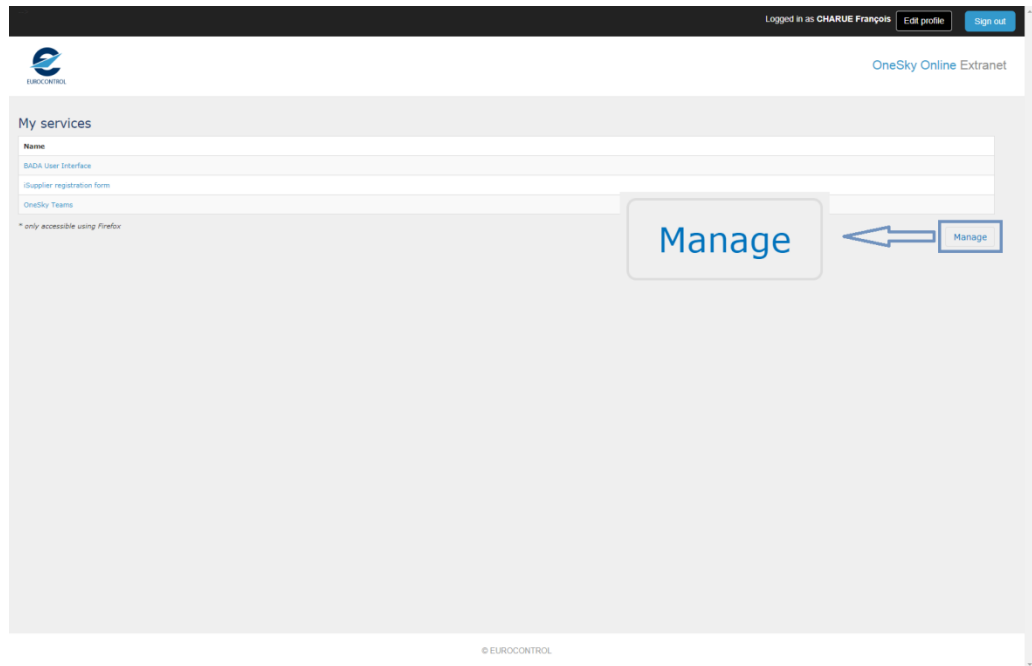 Logged in as CHARUE François Edit profile Sign out
EUROCONTROL
OneSky Online Extranet
My services
Name
BADA User Interface
iSupplier registration form
OneSky Teams
* only accessible using Firefox
Manage
Manage
© EUROCONTROL